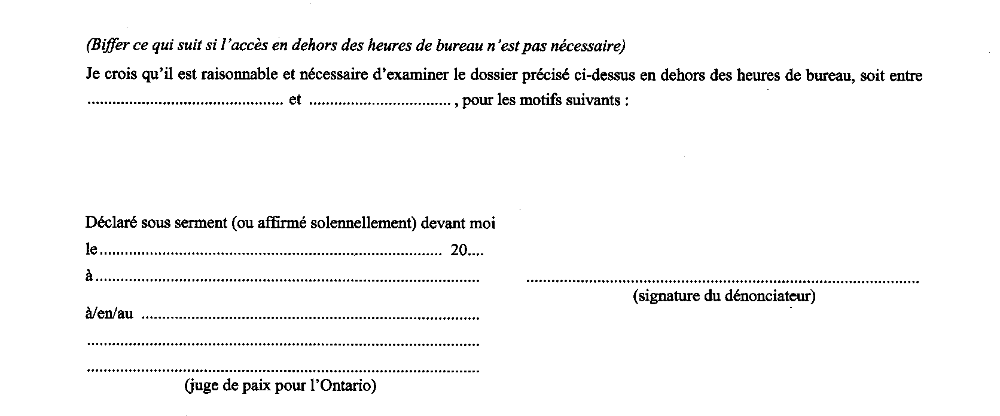 (Biffer ce qui suit si l'accès en dehors des heures de bureau n'est pas nécessaire)
Je crois qu'il est raisonnable et nécessaire d'examiner le dossier précisé ci-dessus en dehors des heures de bureau, soit entre
............................................... et .................................. , pour les motifs suivants :
Déclaré sous serment (ou affirmé solennellement) devant moi
le.................................................................................. 20....
à............................................................................................
..............................................................................................
(signature du dénonciateur)
à/en/au .................................................................................
..............................................................................................
..............................................................................................
(juge de paix pour l'Ontario)